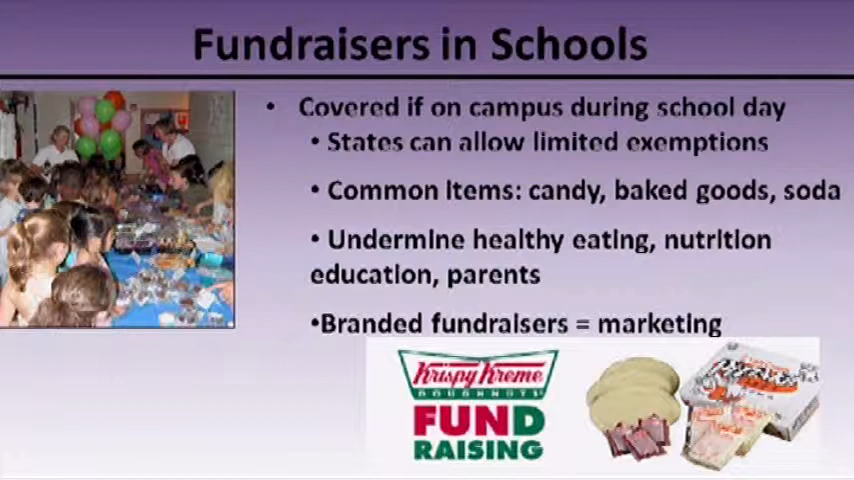 Fundraisers in Schools
• Covered if on campus during school day
• States can allow limited exemptions
• Common Items: candy, baked goods, soda
• Undermine healthy eating, nutrition
education, parents
•Branded fundraisers = marketing
Krispy Kreme
DOUGHNUTS
FUND
RAISING